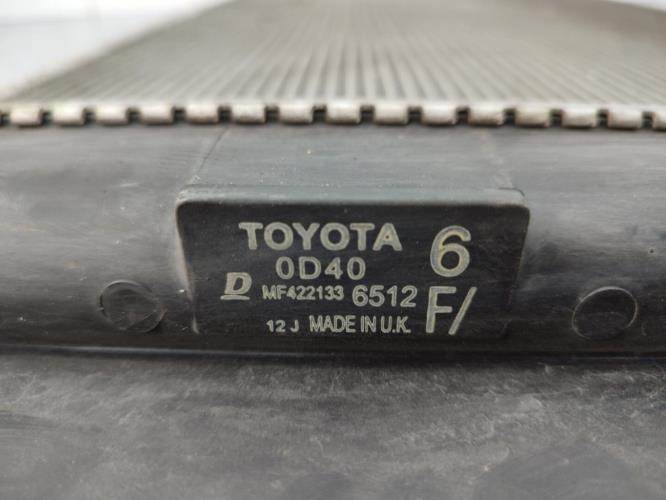 TOYOTA 6
0D40
D MF422133 6512 F/
12 J MADE IN U.K.